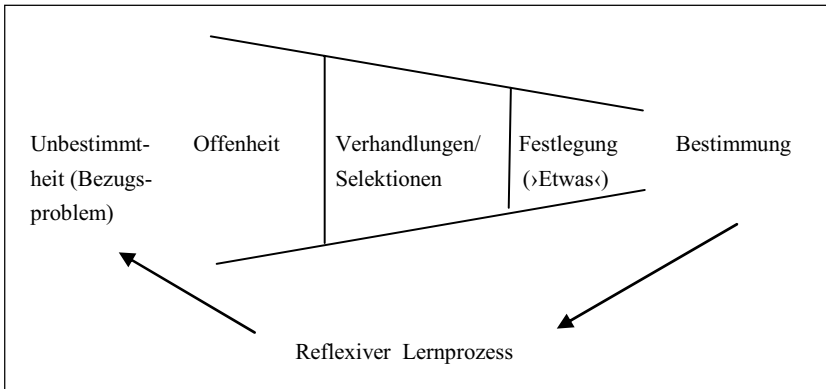 Unbestimmt-
heit (Bezugs-
problem)
Offenheit
Verhandlungen/
Selektionen
Festlegung
(›Etwas‹)
Bestimmung
Reflexiver Lernprozess